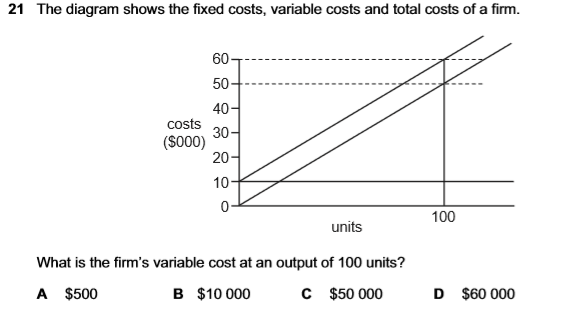 21 The diagram shows the fixed costs, variable costs and total costs of a firm.
60
50
40
costs
($000)
30
20
10
0
units
100
What is the firm's variable cost at an output of 100 units?
A $500 B $10 000 C $50 000 D $60 000